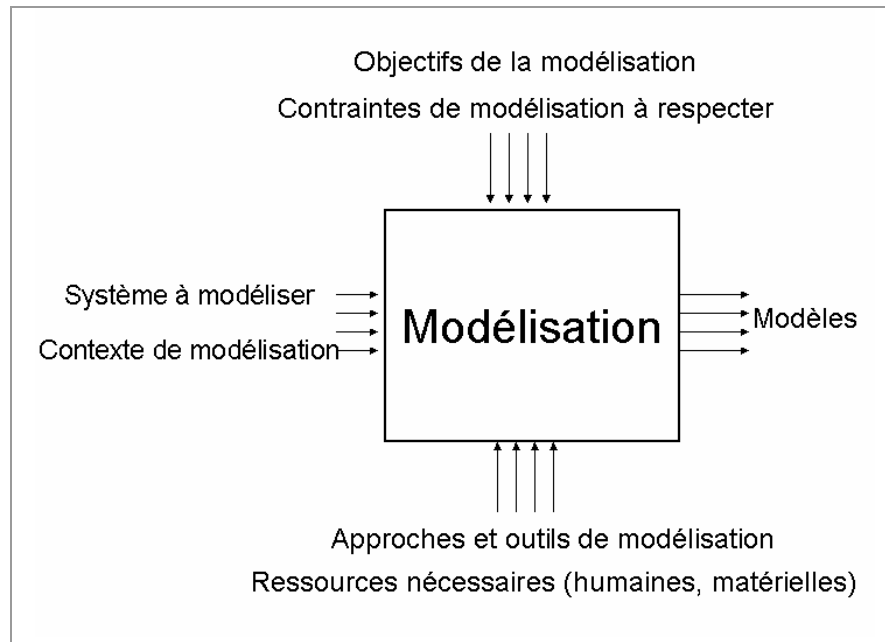 Objectifs de la modélisation
Contraintes de modélisation à respecter
Système à modéliser
Contexte de modélisation
Modélisation
Modèles
Approches et outils de modélisation
Ressources nécessaires (humaines, matérielles)